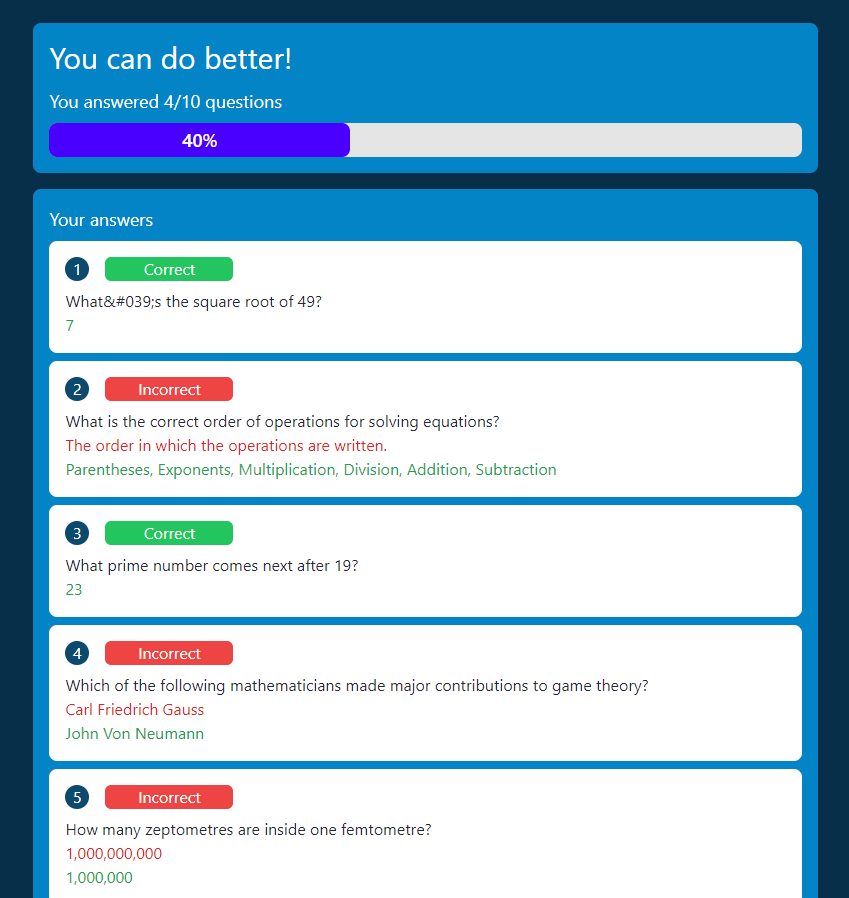 You can do better!
You answered 4/10 questions
40%
Your answers
1 Correct
What&#039;s the square root of 49?
7
2 Incorrect
What is the correct order of operations for solving equations?
The order in which the operations are written.
Parentheses, Exponents, Multiplication, Division, Addition, Subtraction
3 Correct
What prime number comes next after 19?
23
4 Incorrect
Which of the following mathematicians made major contributions to game theory?
Carl Friedrich Gauss
John Von Neumann
5 Incorrect
How many zeptometres are inside one femtometre?
1,000,000,000
1,000,000